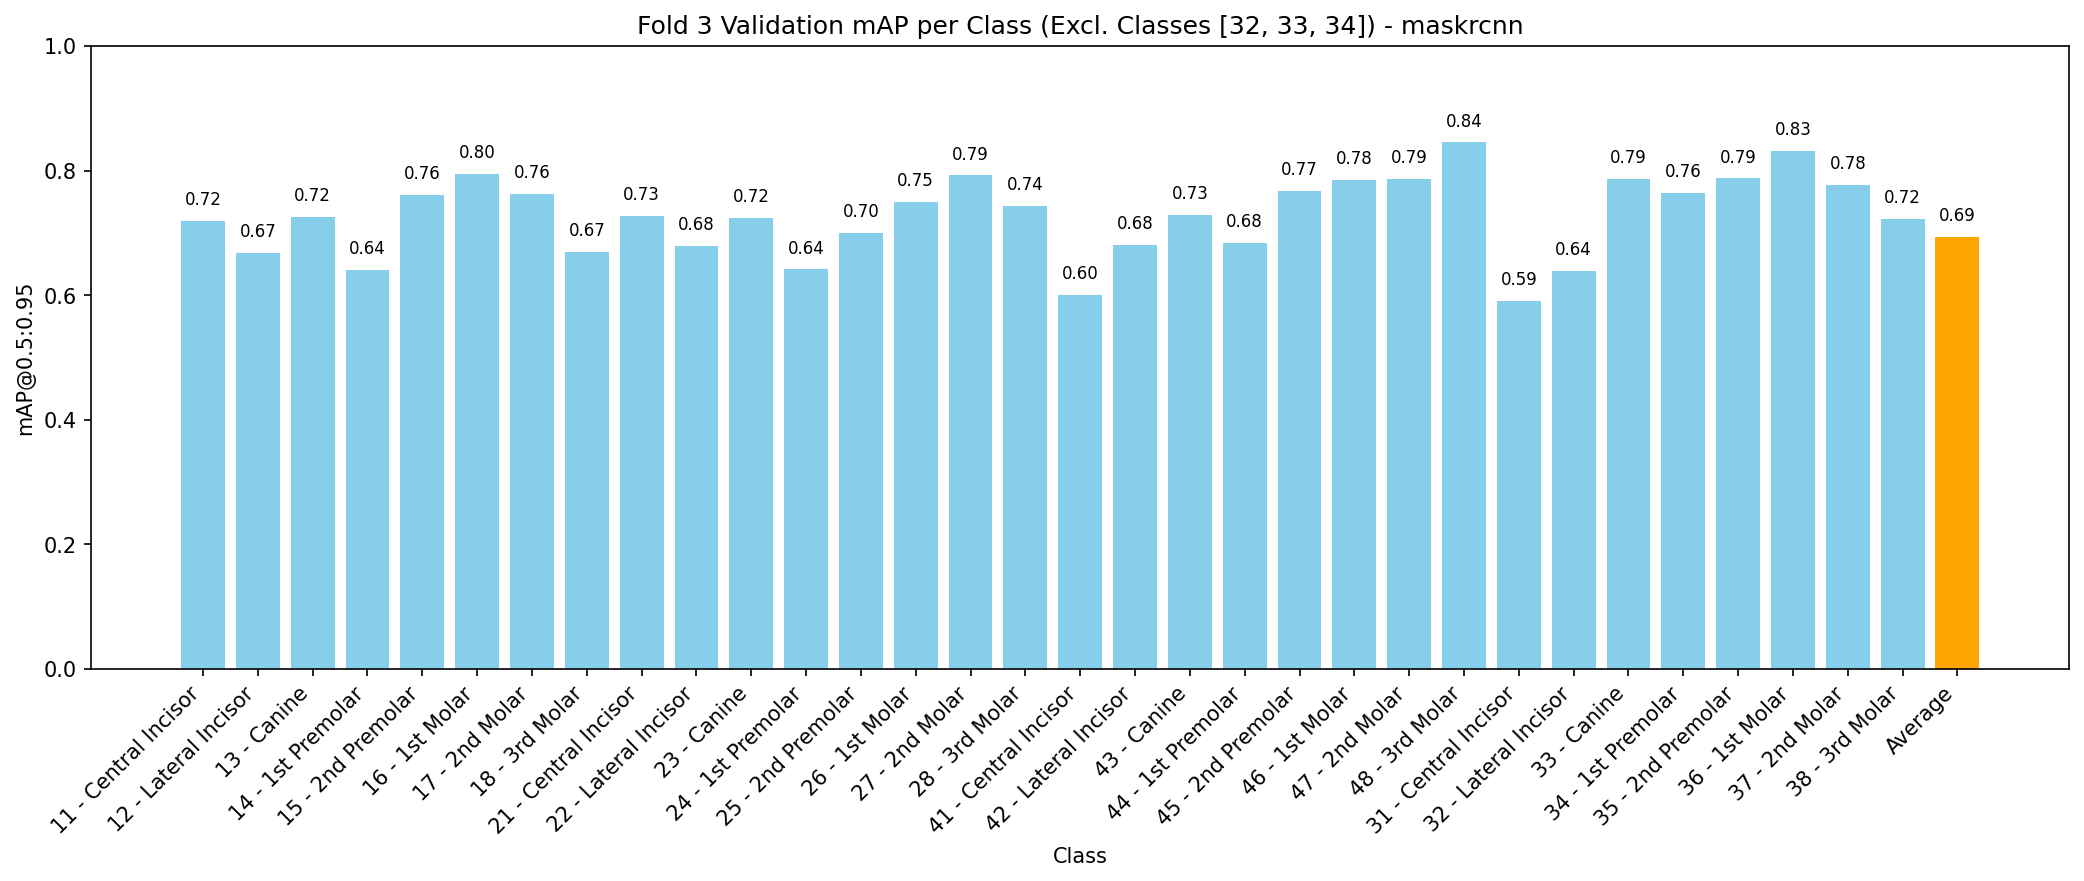 Fold 3 Validation mAP per Class (Excl. Classes [32, 33, 34]) - maskrcnn
mAP@0.5:0.95
1.0
0.8
0.6
0.4
0.2
0.0
0.72
0.67
0.72
0.64
0.76
0.80
0.76
0.67
0.73
0.68
0.72
0.64
0.70
0.75
0.79
0.74
0.60
0.68
0.73
0.68
0.77
0.78
0.79
0.84
0.59
0.64
0.79
0.76
0.79
0.83
0.78
0.72
0.69
11 - Central Incisor
12 - Lateral Incisor
13 - Canine
14 - 1st Premolar
15 - 2nd Premolar
16 - 1st Molar
17 - 2nd Molar
18 - 3rd Molar
21 - Central Incisor
22 - Lateral Incisor
23 - Canine
24 - 1st Premolar
25 - 2nd Premolar
26 - 1st Molar
27 - 2nd Molar
28 - 3rd Molar
41 - Central Incisor
42 - Lateral Incisor
43 - Canine
44 - 1st Premolar
45 - 2nd Premolar
46 - 1st Molar
47 - 2nd Molar
48 - 3rd Molar
31 - Central Incisor
32 - Lateral Incisor
33 - Canine
34 - 1st Premolar
35 - 2nd Premolar
36 - 1st Molar
37 - 2nd Molar
38 - 3rd Molar
Average
Class